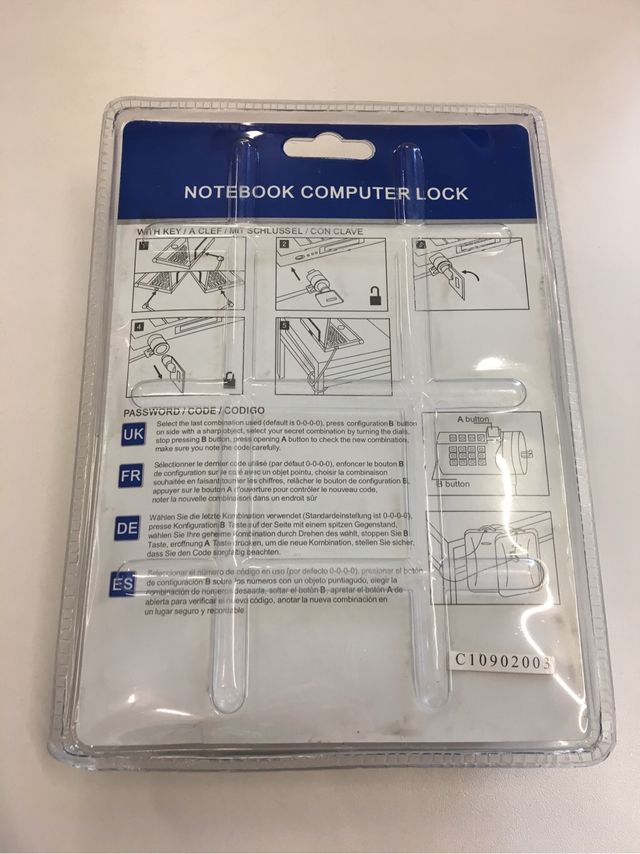 NOTEBOOK COMPUTER LOCK
WITH KEY / A CLEF / MIT SCHLUSSEL / CON CLAVE
1
2
3
4
5
PASSWORD / CODE / CODIGO
UK
Select the last combination used (default is 0-0-0-0), press configuration B button
on side with a sharp object, select your secret combination by turning the dials,
stop pressing B button, press opening A button to check the new combination,
make sure you note the code carefully.
A button
B button
FR
Sélectionner le dernier code utilisé (par défaut 0-0-0-0), enfoncer le bouton B
de configuration sur le côté avec un objet pointu, choisir la combinaison
souhaitée en faisant tourner les chiffres, relâcher le bouton de configuration B,
appuyer sur le bouton A d'ouverture pour contrôler le nouveau code,
noter la nouvelle combinaison dans un endroit sûr
DE
Wählen Sie die letzte Kombination verwendet (Standardeinstellung ist 0-0-0-0),
presse Konfiguration B Taste auf der Seite mit einem spitzen Gegenstand,
wählen Sie Ihre geheime Kombination durch Drehen des wählt, stoppen Sie B
Taste, eroffnung A Taste drücken, um die neue Kombination, stellen Sie sicher,
dass Sie den Code sorgfältig beachten.
ES
Seleccionar el número de código en uso (por defecto 0-0-0-0), presionar el botón
de configuración B sobre los números con un objeto puntiagudo, elegir la
combinación de números deseada, soltar el botón B, apretar el botón A de
abierta para verificar el nuevo código, anotar la nueva combinación en
un lugar seguro y recordable
C10902003